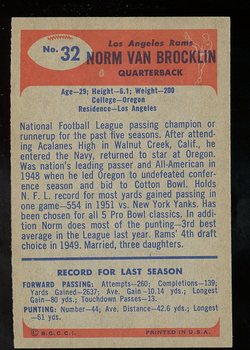 No. 32
Los Angeles Rams
NORM VAN BROCKLIN
QUARTERBACK
Age—29; Height—6.1; Weight—200
College—Oregon
Residence—Los Angeles
National Football League passing champion or
runnerup for the past five seasons. After attend-
ing Acalanes High in Walnut Creek, Calif., he
entered the Navy, returned to star at Oregon.
Was nation's leading passer and All-American in
1948 when he led Oregon to undefeated confer-
ence season and bid to Cotton Bowl. Holds
N. F. L. record for most yards gained passing in
one game—554 in 1951 vs. New York Yanks. Has
been chosen for all 5 Pro Bowl classics. In addi-
tion Norm does most of the punting—3rd best
average in the League last year. Rams' 4th draft
choice in 1949. Married, three daughters.
RECORD FOR LAST SEASON
FORWARD PASSING: Attempts—260; Completions—139;
Yards Gained—2637; Ave. Gain—10.14 yds.; Longest
Gain—80 yds.; Touchdown Passes—13.
PUNTING: Number—44; Ave. Distance—42.6 yds.; Longest
—61 yds.
© B.G.C.C.I.
PRINTED IN U.S.A.